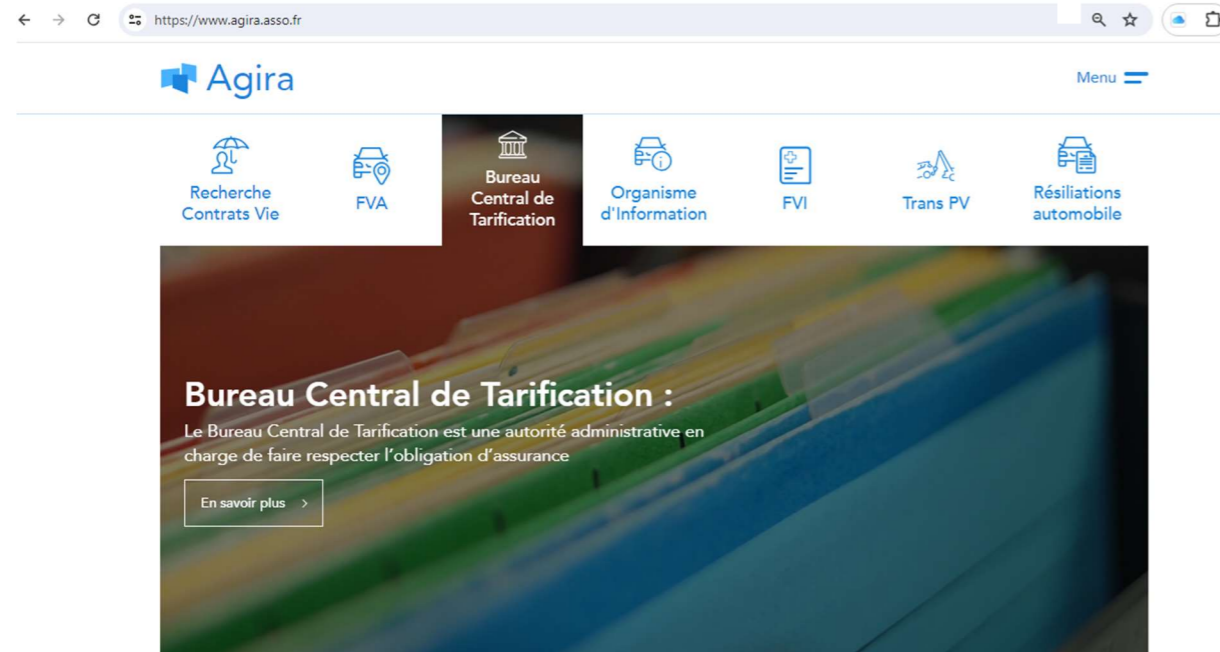 https://www.agira.asso.fr
Agira
Menu
Recherche
Contrats Vie
FVA
Bureau
Central de
Tarification
Organisme
d'Information
FVI
Trans PV
Résiliations
automobile
Bureau Central de Tarification :
Le Bureau Central de Tarification est une autorité administrative en
charge de faire respecter l’obligation d’assurance
En savoir plus